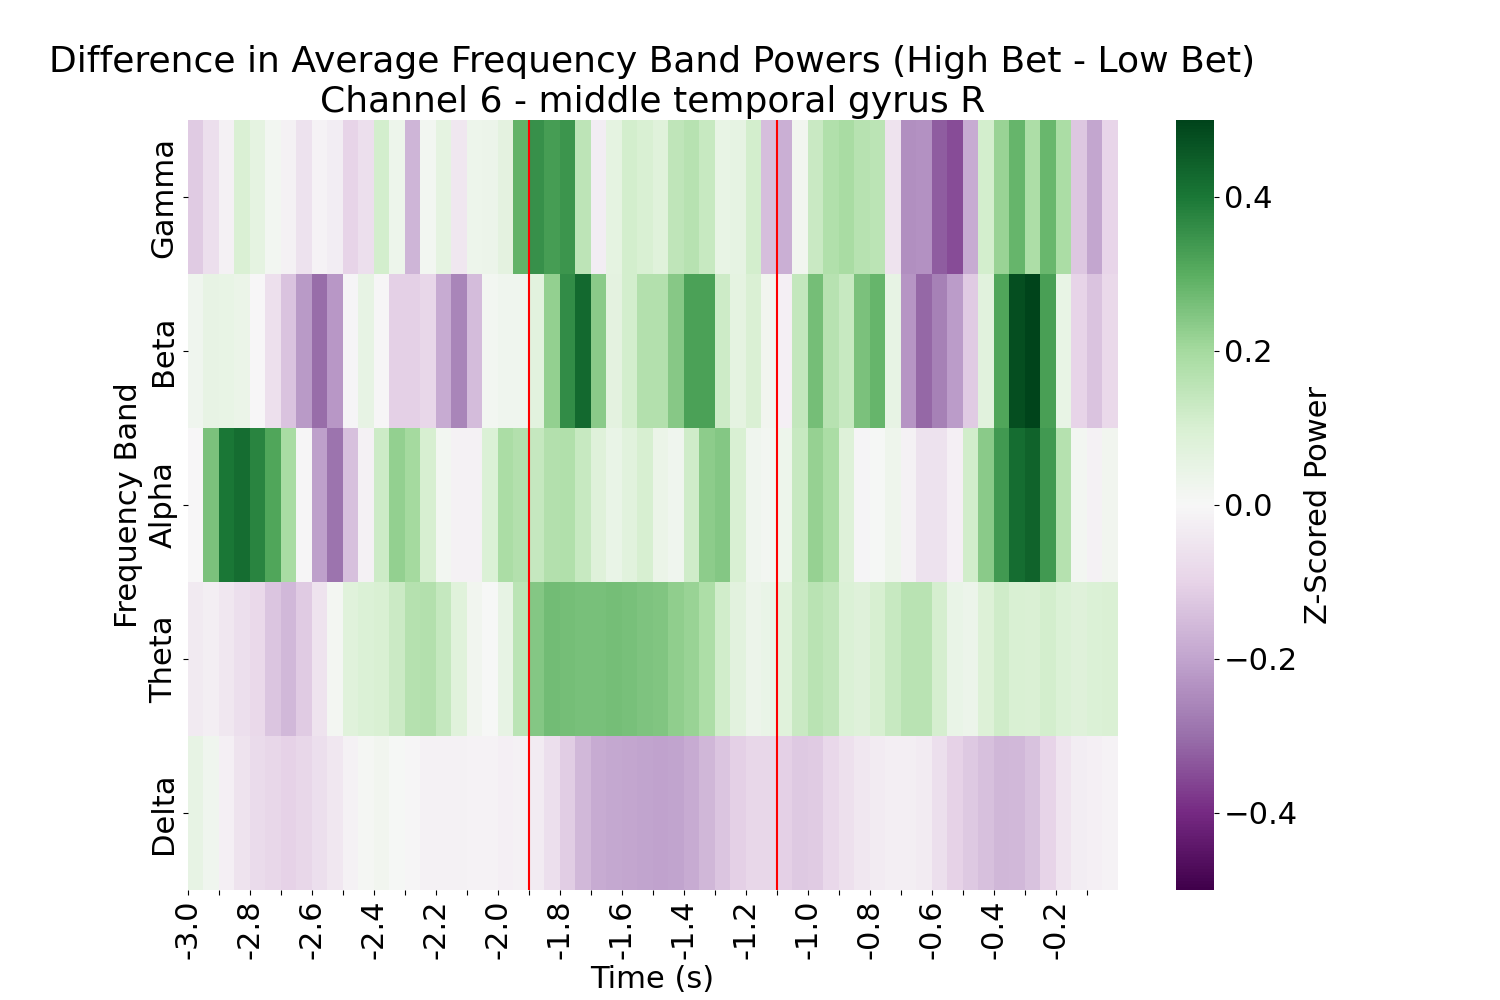 Difference in Average Frequency Band Powers (High Bet - Low Bet)
Channel 6 - middle temporal gyrus R
Frequency Band
Gamma
Beta
Alpha
Theta
Delta
-3.0
-2.8
-2.6
-2.4
-2.2
-2.0
-1.8
-1.6
-1.4
-1.2
-1.0
-0.8
-0.6
-0.4
-0.2
Time (s)
0.4
0.2
0.0
−0.2
−0.4
Z-Scored Power